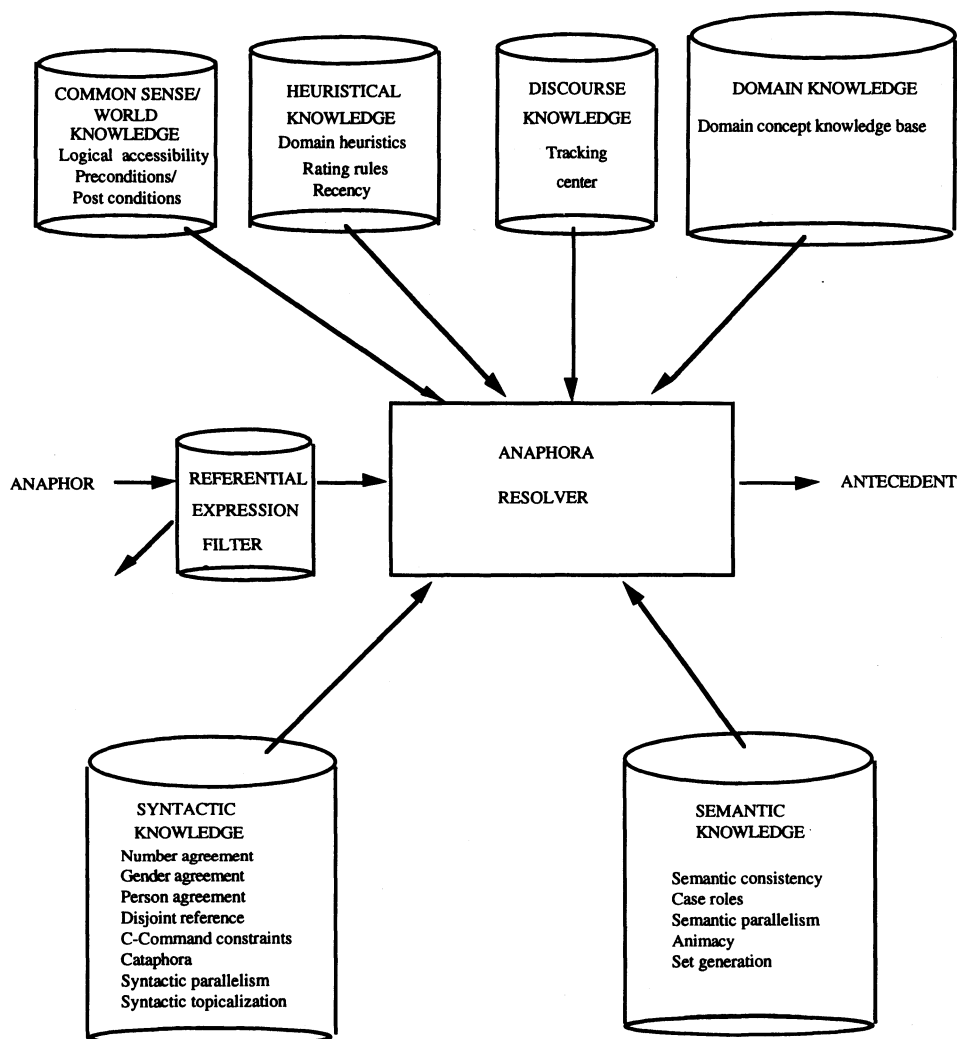 COMMON SENSE/
WORLD
KNOWLEDGE
Logical accessibility
Preconditions/
Post conditions
HEURISTICAL
KNOWLEDGE
Domain heuristics
Rating rules
Recency
DISCOURSE
KNOWLEDGE
Tracking
center
DOMAIN KNOWLEDGE
Domain concept knowledge base
ANAPHOR
REFERENTIAL
EXPRESSION
FILTER
ANAPHORA
RESOLVER
ANTECEDENT
SYNTACTIC
KNOWLEDGE
Number agreement
Gender agreement
Person agreement
Disjoint reference
C-Command constraints
Cataphora
Syntactic parallelism
Syntactic topicalization
SEMANTIC
KNOWLEDGE
Semantic consistency
Case roles
Semantic parallelism
Animacy
Set generation